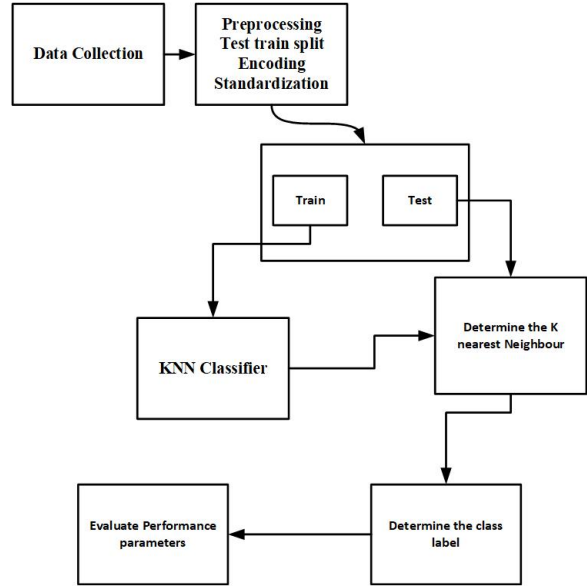 Data Collection
Preprocessing
Test train split
Encoding
Standardization
Train
Test
KNN Classifier
Determine the K
nearest Neighbour
Evaluate Performance
parameters
Determine the class
label